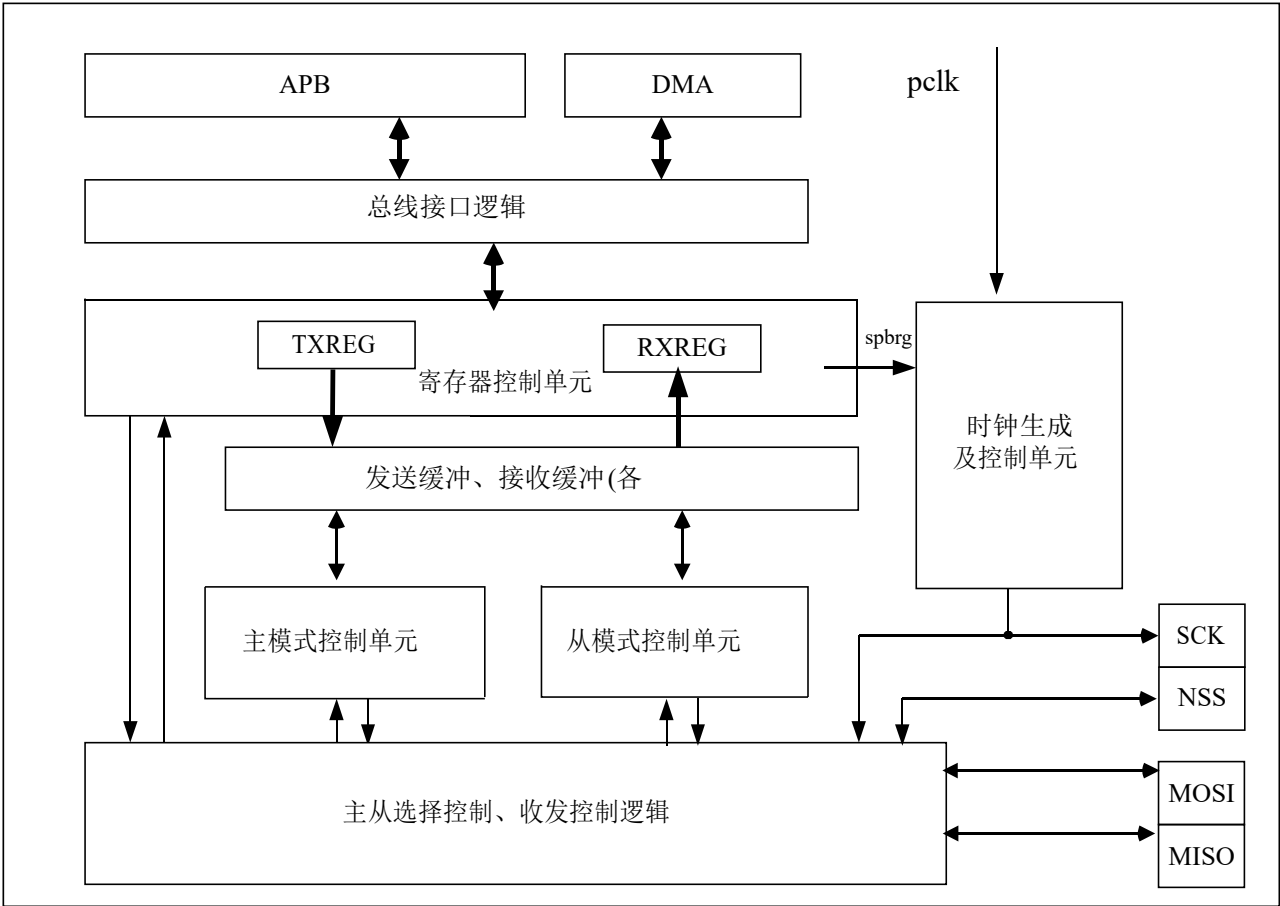 APB
DMA
pclk
总线接口逻辑
TXREG
RXREG
spbrg
寄存器控制单元
时钟生成
及控制单元
发送缓冲、接收缓冲(各
主模式控制单元
从模式控制单元
SCK
NSS
主从选择控制、收发控制逻辑
MOSI
MISO